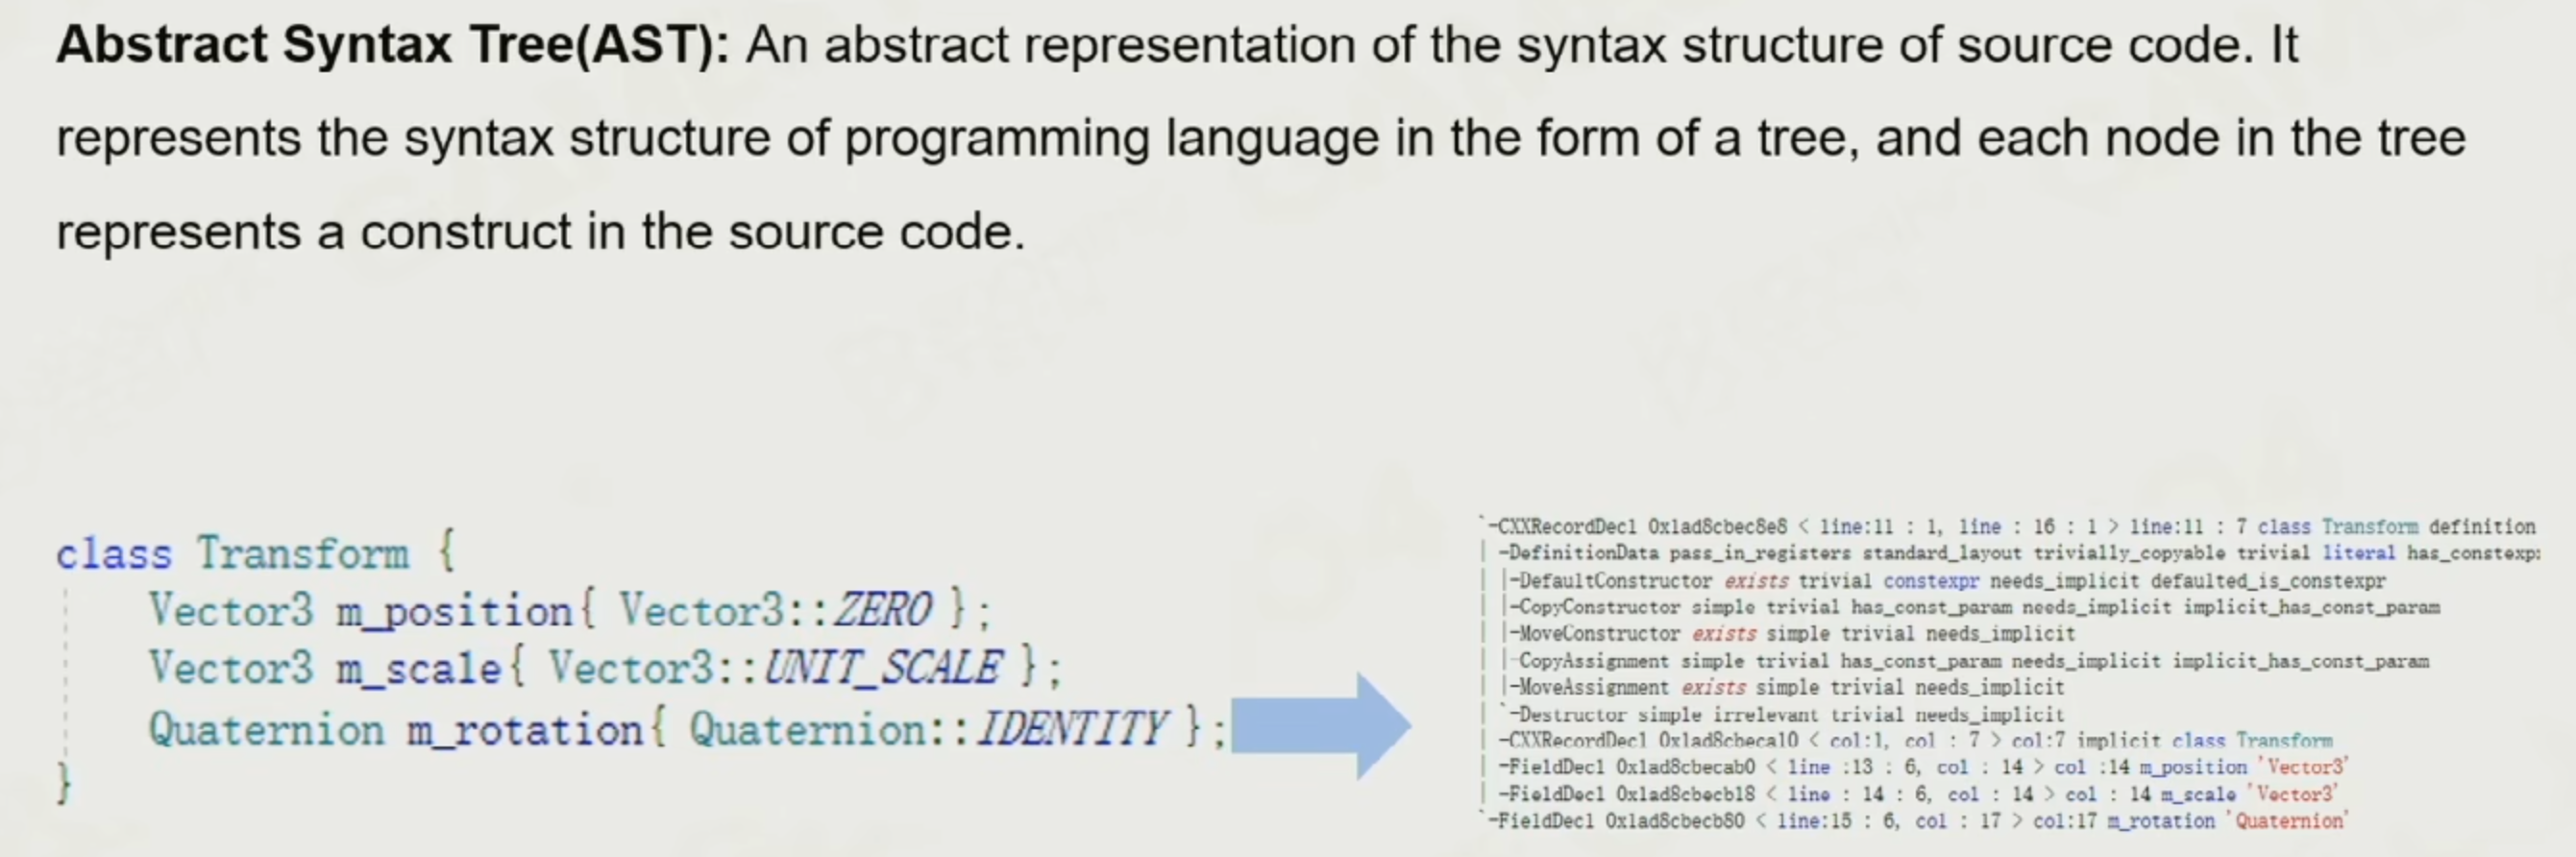 Abstract Syntax Tree(AST): An abstract representation of the syntax structure of source code. It
represents the syntax structure of programming language in the form of a tree, and each node in the tree
represents a construct in the source code.
class Transform {
Vector3 m_position{ Vector3::ZERO };
Vector3 m_scale{ Vector3::UNIT_SCALE };
Quaternion m_rotation{ Quaternion::IDENTITY };
}
`-CXXRecordDecl 0x1ad8cbec8e8 < line:11 : 1, line : 16 : 1 > line:11 : 7 class Transform definition
| -DefinitionData pass_in_registers standard_layout trivially_copyable trivial literal
| |-DefaultConstructor exists trivial constexpr needs_implicit defaulted_is_constexpr
| |-CopyConstructor simple trivial has_const_param needs_implicit implicit_has_const_param
| |-MoveConstructor exists simple trivial needs_implicit
| |-CopyAssignment simple trivial has_const_param needs_implicit implicit_has_const_param
| |-MoveAssignment exists simple trivial needs_implicit
| `-Destructor simple irrelevant trivial needs_implicit
| -CXXRecordDecl 0x1ad8cbeca10 < col:1, col : 7 > col:7 implicit class Transform
| -FieldDecl 0x1ad8cbecab0 < line :13 : 6, col : 14 > col :14 m_position 'Vector3'
| -FieldDecl 0x1ad8cbecb18 < line : 14 : 6, col : 14 > col : 14 m_scale 'Vector3'
`-FieldDecl 0x1ad8cbecb80 < line:15 : 6, col : 17 > col:17 m_rotation 'Quaternion'